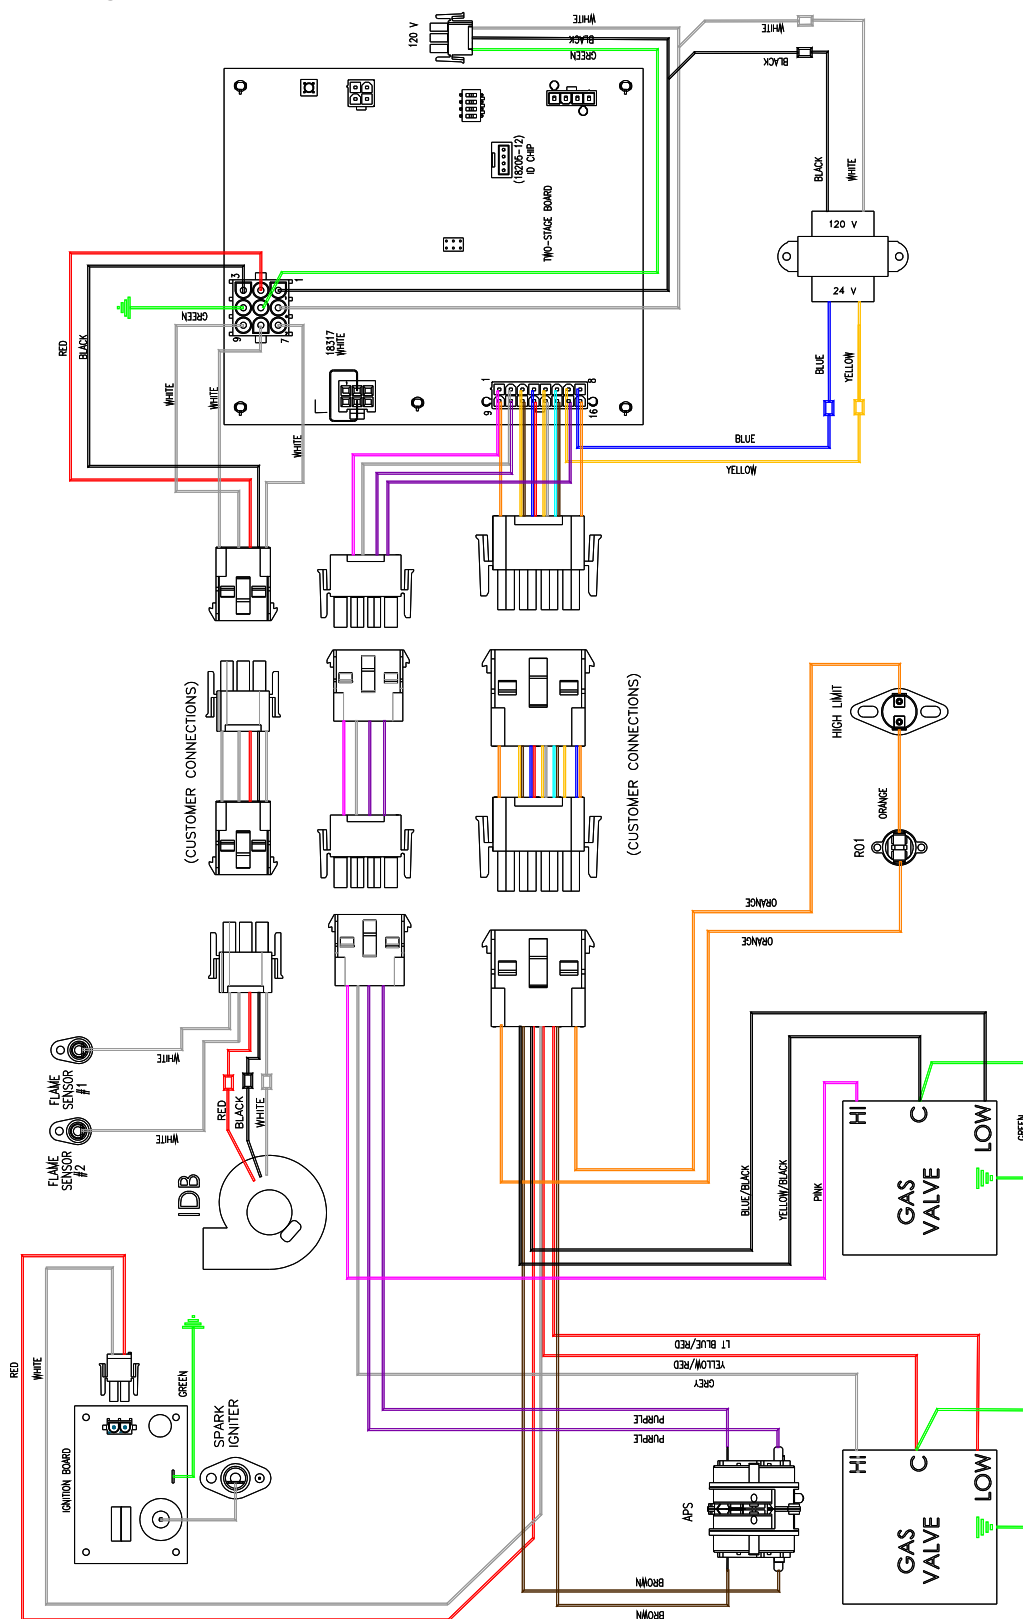 WHITE
BLACK
GREEN
120 V
WHITE
BLACK
(18205-12)
ID CHIP
TWO-STAGE BOARD
BLACK
WHITE
120 V
24 V
3
1
9
7
GREEN
RED
BLACK
WHITE
WHITE
WHITE
18317
WHITE
1
8
9
16
BLUE
YELLOW
BLUE
YELLOW
(CUSTOMER CONNECTIONS)
(CUSTOMER CONNECTIONS)
HIGH LIMIT
ORANGE
RO1
ORANGE
ORANGE
FLAME
SENSOR
#1
WHITE
FLAME
SENSOR
#2
WHITE
RED
BLACK
WHITE
IDB
BLUE/BLACK
YELLOW/BLACK
PINK
HI
C
LOW
GAS
VALVE
GREEN
RED
WHITE
GREEN
IGNITION BOARD
SPARK
IGNITER
LT BLUE/RED
YELLOW/RED
GREY
PURPLE
PURPLE
APS
BROWN
BROWN
HI
C
LOW
GAS
VALVE